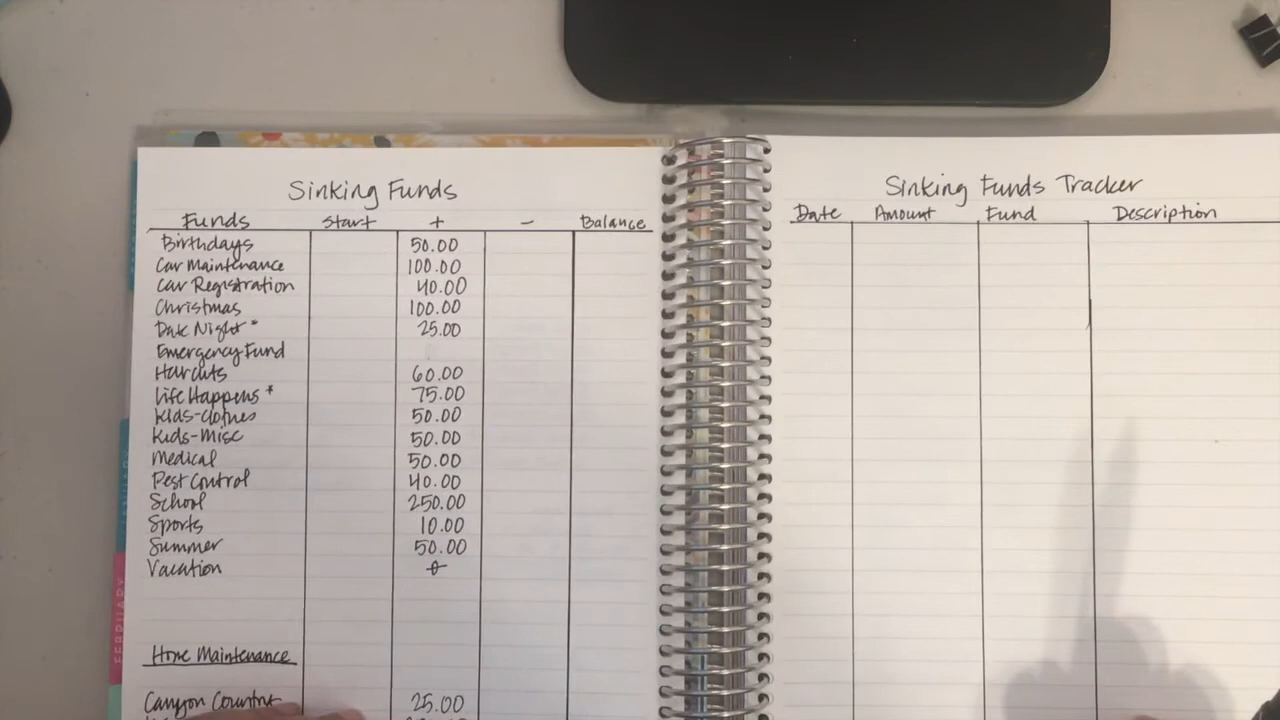 Sinking Funds
Funds Start + - Balance
Birthdays 50.00
Car Maintenance 100.00
Car Registration 40.00
Christmas 100.00
Date Night * 25.00
Emergency Fund
Haircuts 60.00
Life Happens * 75.00
Kids-clothes 50.00
Kids-Misc 50.00
Medical 50.00
Pest Control 40.00
School 250.00
Sports 10.00
Summer 50.00
Vacation 0
Home Maintenance
Canyon Country 25.00
Sinking Funds Tracker
Date Amount Fund Description
FEBRUARY